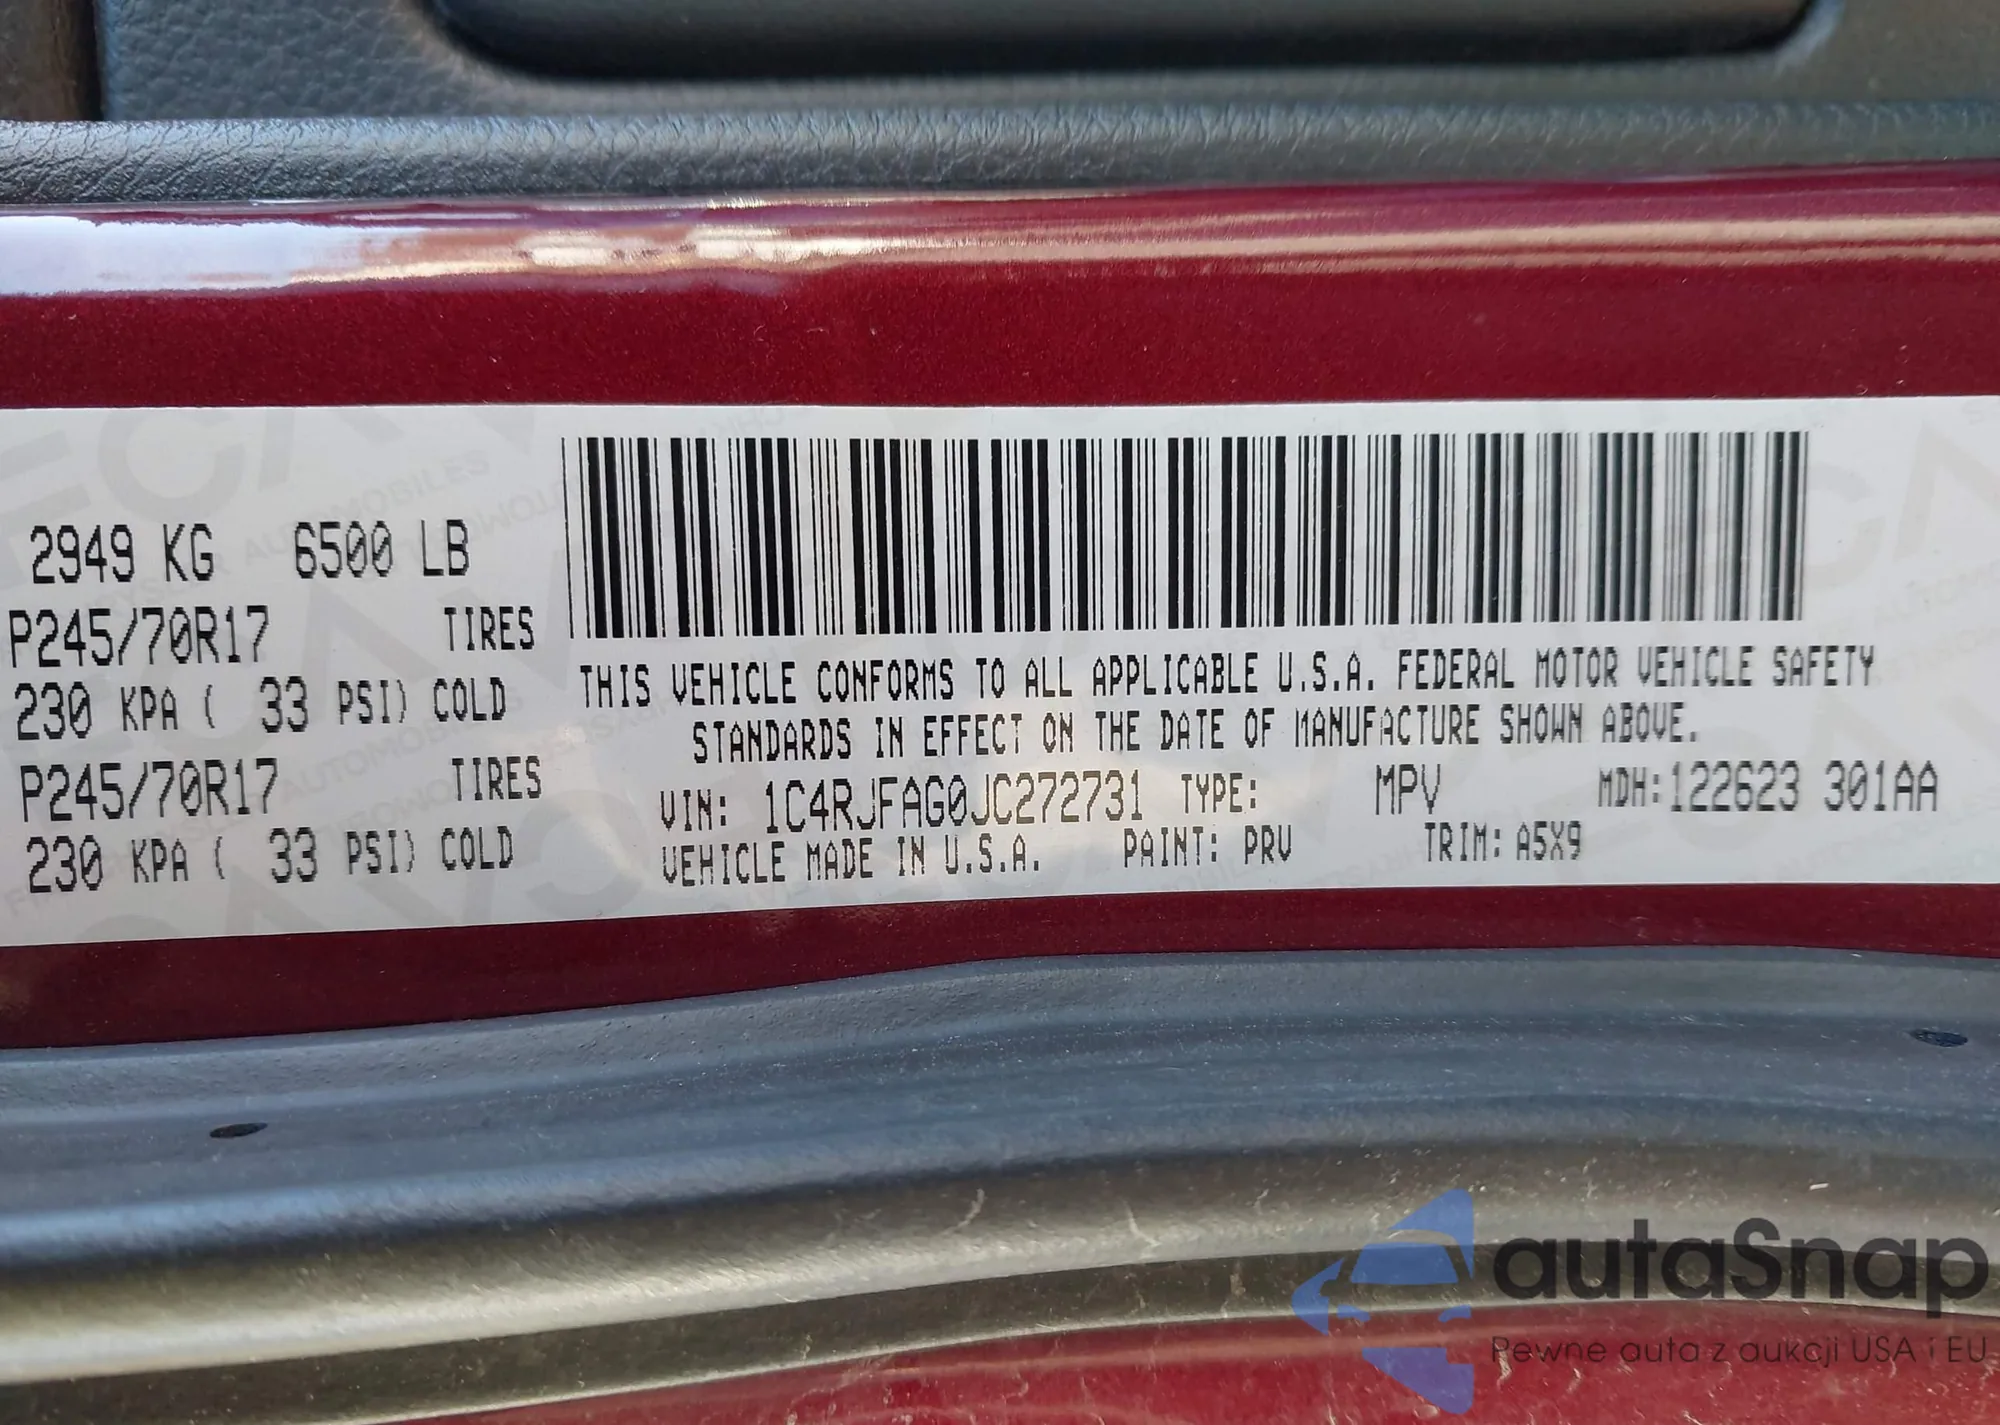 2949 KG 6500 LB
P245/70R17 TIRES
230 KPA ( 33 PSI) COLD
P245/70R17 TIRES
230 KPA ( 33 PSI) COLD
THIS VEHICLE CONFORMS TO ALL APPLICABLE U.S.A. FEDERAL MOTOR VEHICLE SAFETY
STANDARDS IN EFFECT ON THE DATE OF MANUFACTURE SHOWN ABOVE.
VIN: 1C4RJFAG0JC272731 TYPE: MPV MDH:122623 301AA
VEHICLE MADE IN U.S.A. PAINT: PRV TRIM: A5X9
autaSnap
Pewne auta z aukcji USA i EU